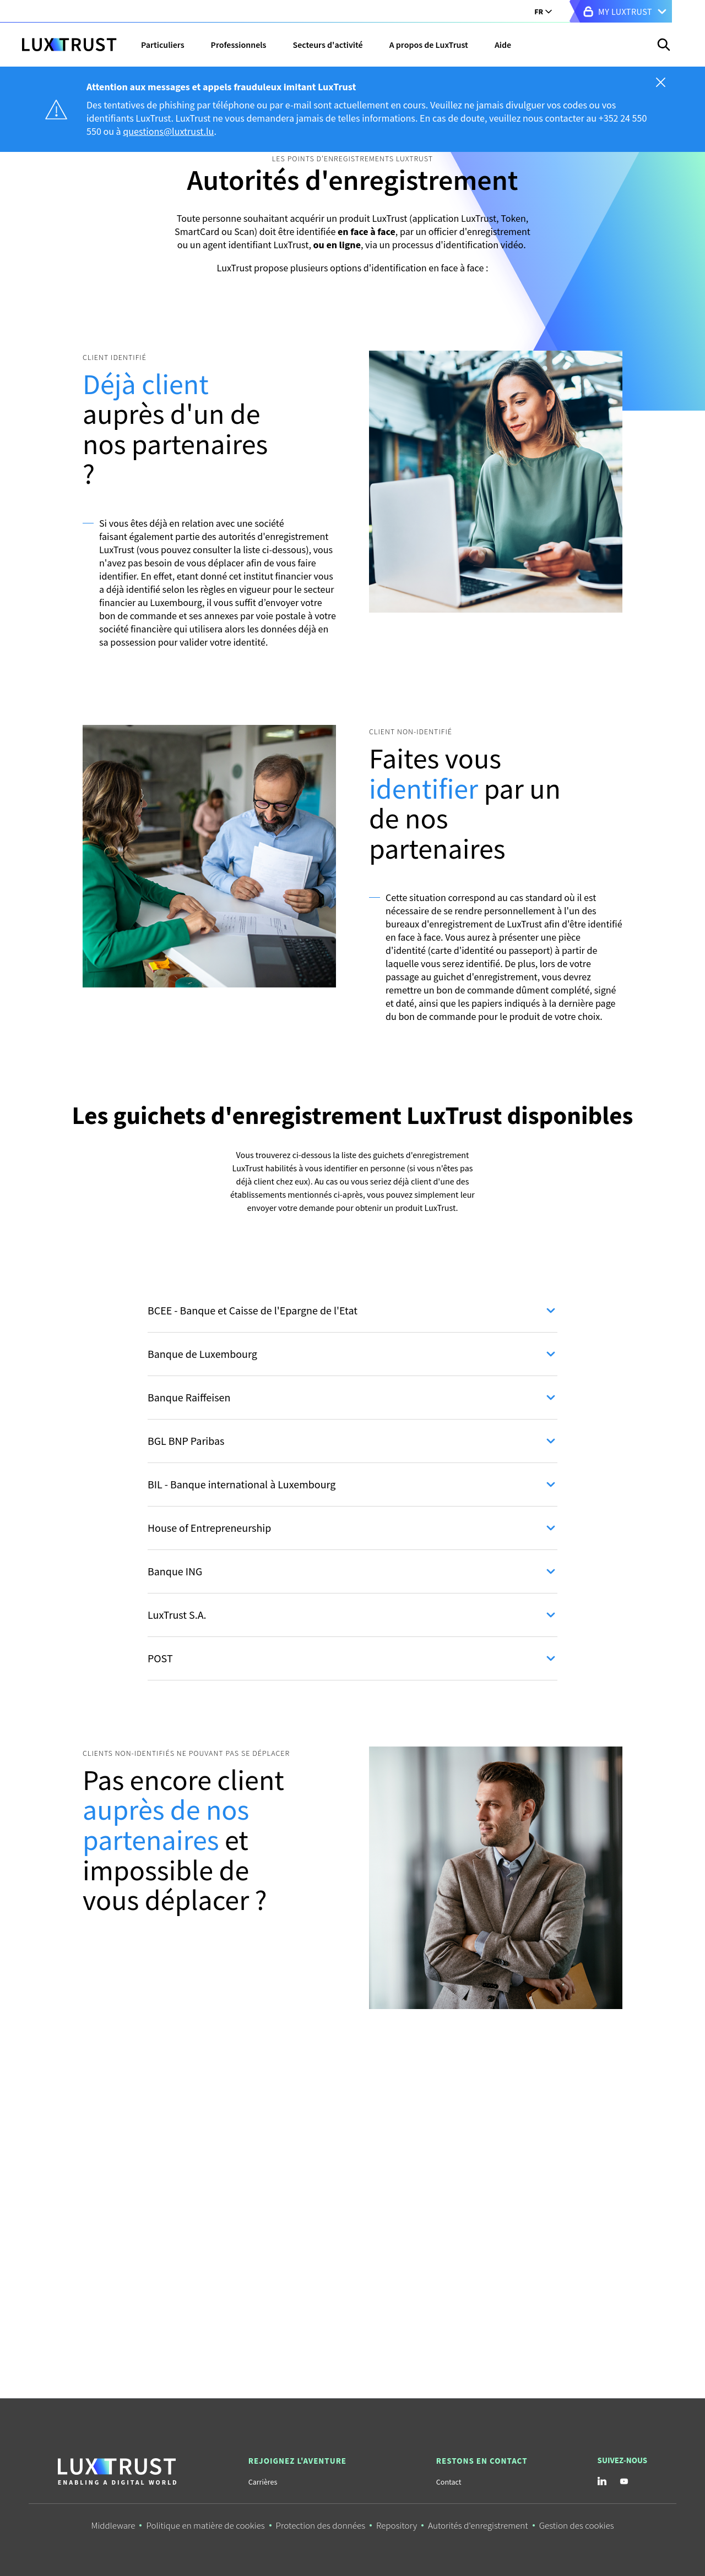 FR
MY LUXTRUST
LUXTRUST
Particuliers
Professionnels
Secteurs d'activité
A propos de LuxTrust
Aide
Attention aux messages et appels frauduleux imitant LuxTrust
Des tentatives de phishing par téléphone ou par e-mail sont actuellement en cours. Veuillez ne jamais divulguer vos codes ou vos
identifiants LuxTrust. LuxTrust ne vous demandera jamais de telles informations. En cas de doute, veuillez nous contacter au +352 24 550
550 ou à questions@luxtrust.lu.
LES POINTS D'ENREGISTREMENTS LUXTRUST
Autorités d'enregistrement
Toute personne souhaitant acquérir un produit LuxTrust (application LuxTrust, Token,
SmartCard ou Scan) doit être identifiée en face à face, par un officier d'enregistrement
ou un agent identifiant LuxTrust, ou en ligne, via un processus d'identification vidéo.
LuxTrust propose plusieurs options d'identification en face à face :
CLIENT IDENTIFIÉ
Déjà client
auprès d'un de
nos partenaires
?
Si vous êtes déjà en relation avec une société
faisant également partie des autorités d'enregistrement
LuxTrust (vous pouvez consulter la liste ci-dessous), vous
n'avez pas besoin de vous déplacer afin de vous faire
identifier. En effet, etant donné cet institut financier vous
a déjà identifié selon les règles en vigueur pour le secteur
financier au Luxembourg, il vous suffit d'envoyer votre
bon de commande et ses annexes par voie postale à votre
société financière qui utilisera alors les données déjà en
sa possession pour valider votre identité.
CLIENT NON-IDENTIFIÉ
Faites vous
identifier par un
de nos
partenaires
Cette situation correspond au cas standard où il est
nécessaire de se rendre personnellement à l'un des
bureaux d'enregistrement de LuxTrust afin d'être identifié
en face à face. Vous aurez à présenter une pièce
d'identité (carte d'identité ou passeport) à partir de
laquelle vous serez identifié. De plus, lors de votre
passage au guichet d'enregistrement, vous devrez
remettre un bon de commande dûment complété, signé
et daté, ainsi que les papiers indiqués à la dernière page
du bon de commande pour le produit de votre choix.
Les guichets d'enregistrement LuxTrust disponibles
Vous trouverez ci-dessous la liste des guichets d'enregistrement
LuxTrust habilités à vous identifier en personne (si vous n'êtes pas
déjà client chez eux). Au cas ou vous seriez déjà client d'une des
établissements mentionnés ci-après, vous pouvez simplement leur
envoyer votre demande pour obtenir un produit LuxTrust.
BCEE - Banque et Caisse de l'Epargne de l'Etat
Banque de Luxembourg
Banque Raiffeisen
BGL BNP Paribas
BIL - Banque international à Luxembourg
House of Entrepreneurship
Banque ING
LuxTrust S.A.
POST
CLIENTS NON-IDENTIFIÉS NE POUVANT PAS SE DÉPLACER
Pas encore client
auprès de nos
partenaires et
impossible de
vous déplacer ?
LUXTRUST
ENABLING A DIGITAL WORLD
REJOIGNEZ L'AVENTURE
Carrières
RESTONS EN CONTACT
Contact
SUIVEZ-NOUS
Middleware • Politique en matière de cookies • Protection des données • Repository • Autorités d'enregistrement • Gestion des cookies